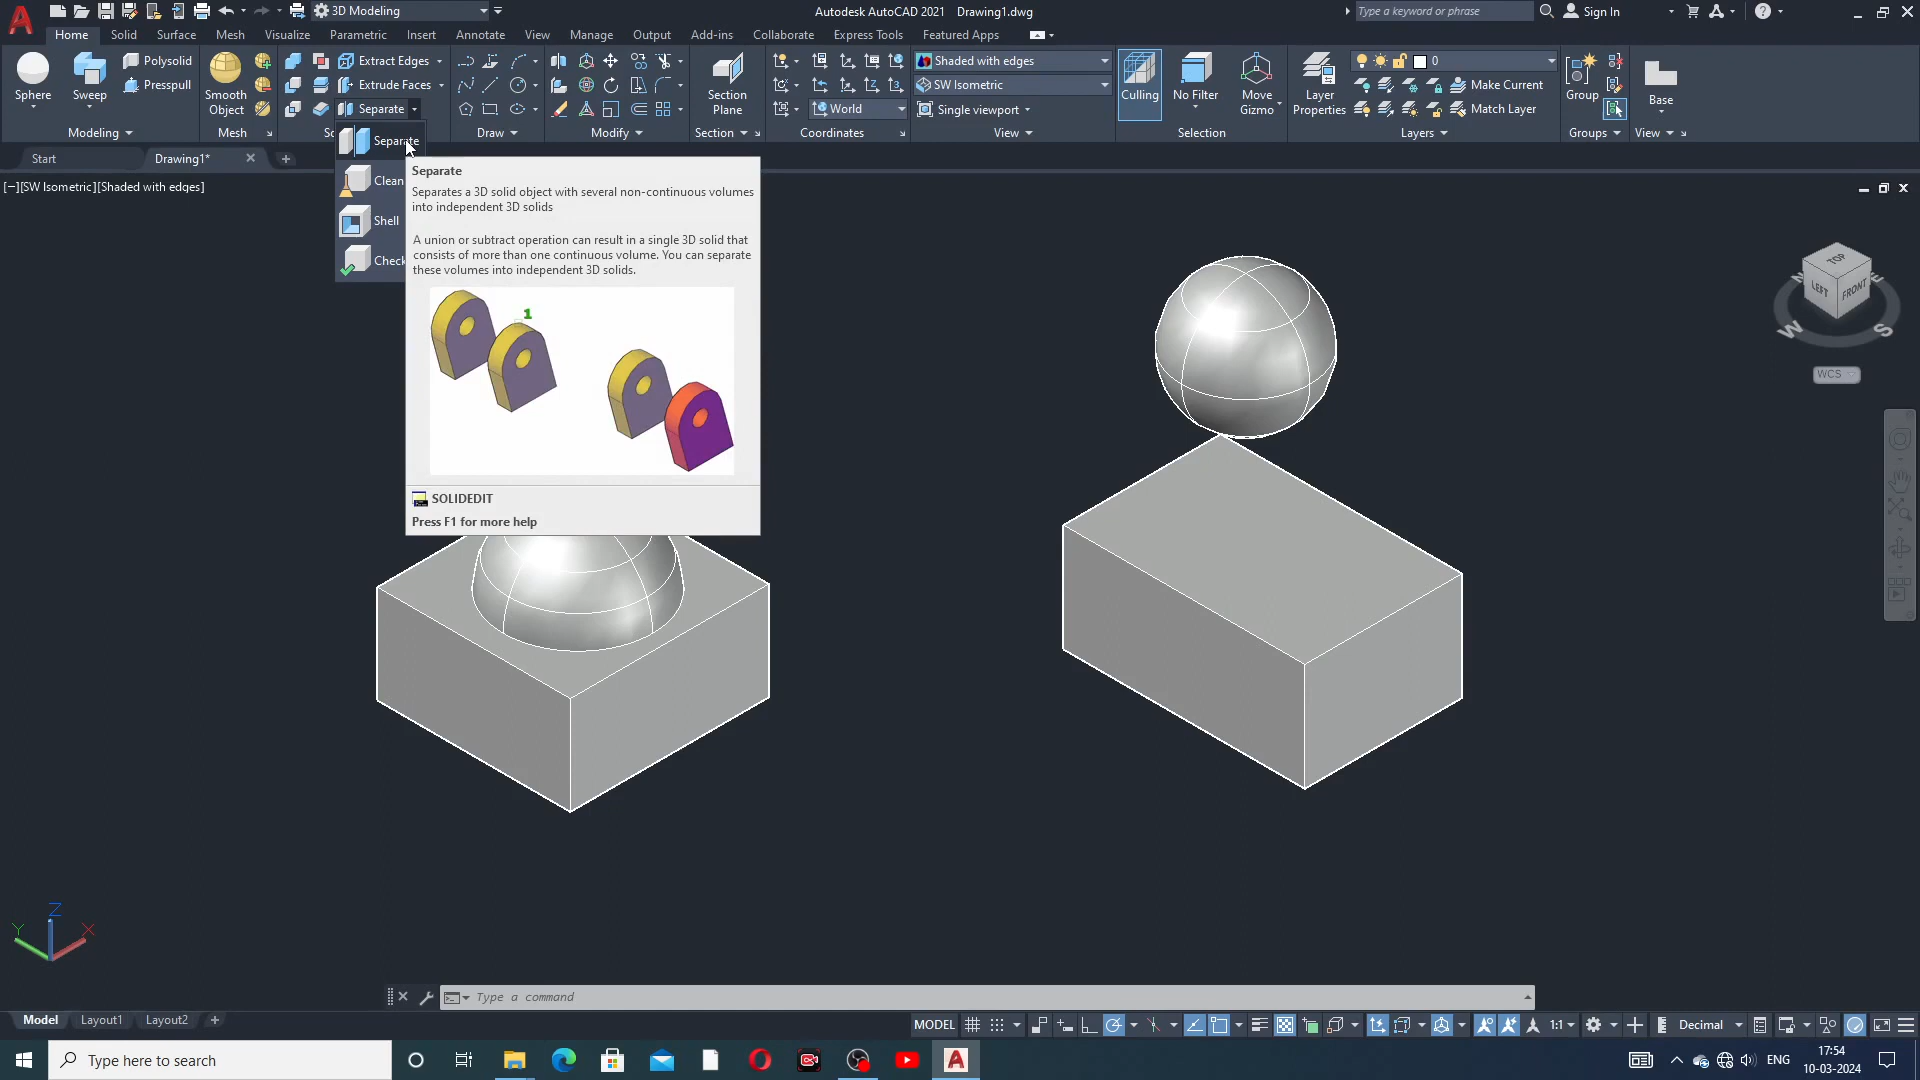 3D Modeling
Autodesk AutoCAD 2021 Drawing1.dwg
Type a keyword or phrase
Sign In
Home Solid Surface Mesh Visualize Parametric Insert Annotate View Manage Output Add-ins Collaborate Express Tools Featured Apps
Sphere
Sweep
Polysolid
Presspull
Modeling
Smooth
Object
Mesh
Extract Edges
Extrude Faces
Separate
Draw
Modify
Section
Plane
Section
World
Coordinates
Shaded with edges
SW Isometric
Single viewport
View
Culling
No Filter
Move
Gizmo
Selection
Layer
Properties
0
Make Current
Match Layer
Layers
Group
Groups
Base
View
Start
Drawing1*
[−][SW Isometric][Shaded with edges]
Separate
Clean
Shell
Check
Separate
Separates a 3D solid object with several non-continuous volumes
into independent 3D solids
A union or subtract operation can result in a single 3D solid that
consists of more than one continuous volume. You can separate
these volumes into independent 3D solids.
1
SOLIDEDIT
Press F1 for more help
TOP
LEFT
FRONT
N
W
S
WCS
Z
Y
X
Type a command
Model Layout1 Layout2
MODEL
1:1
Decimal
Type here to search
ENG
17:54
10-03-2024